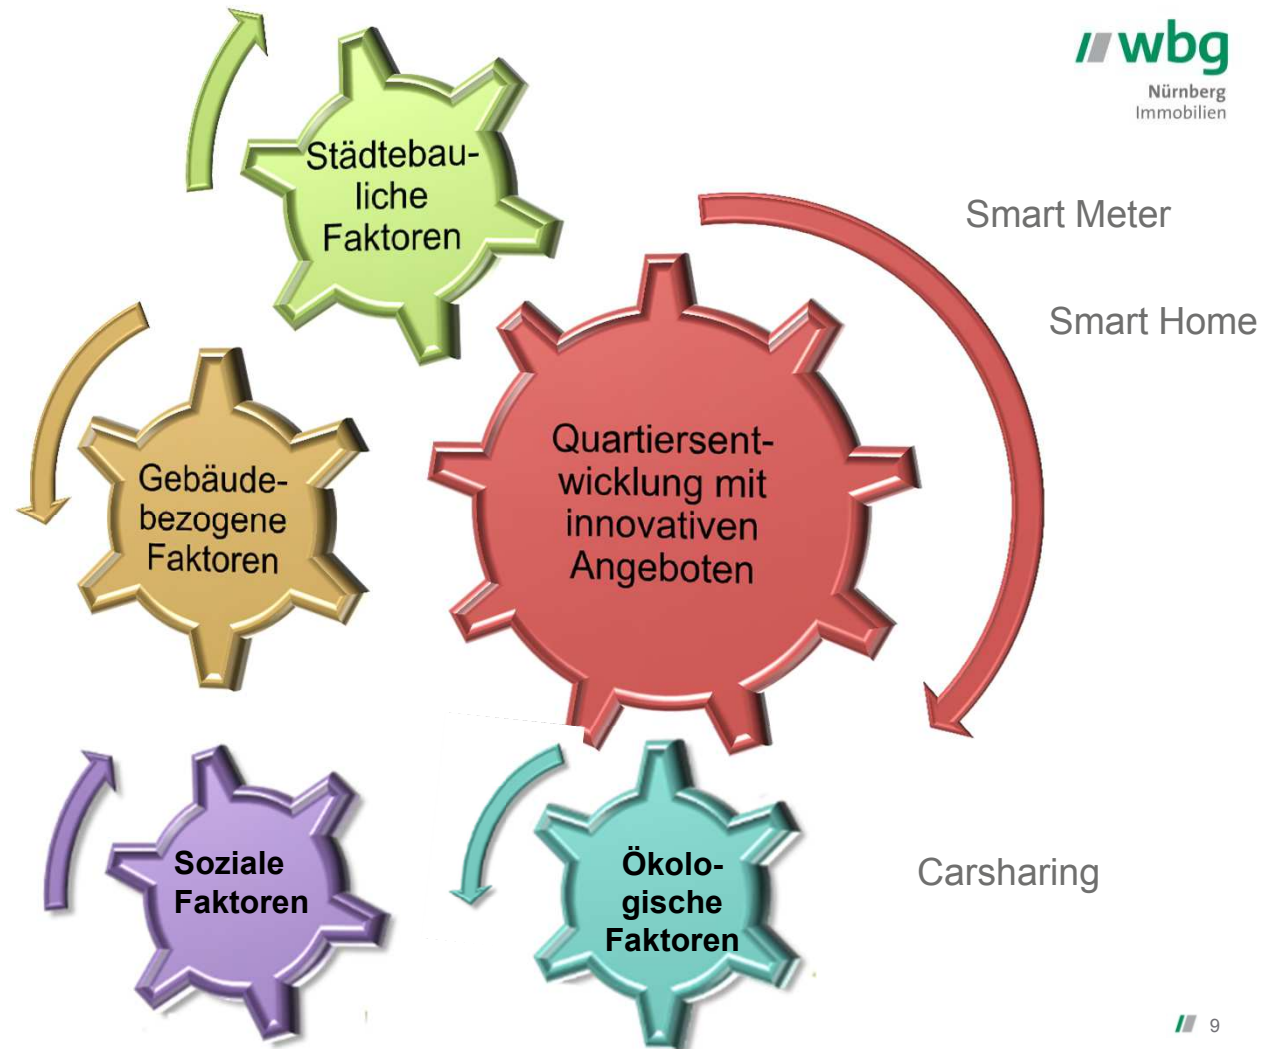 wbg
Nürnberg
Immobilien
Städtebau-
liche
Faktoren
Smart Meter
Smart Home
Quartiersent-
wicklung mit
innovativen
Angeboten
Gebäude-
bezogene
Faktoren
Soziale
Faktoren
Ökolo-
gische
Faktoren
Carsharing
9